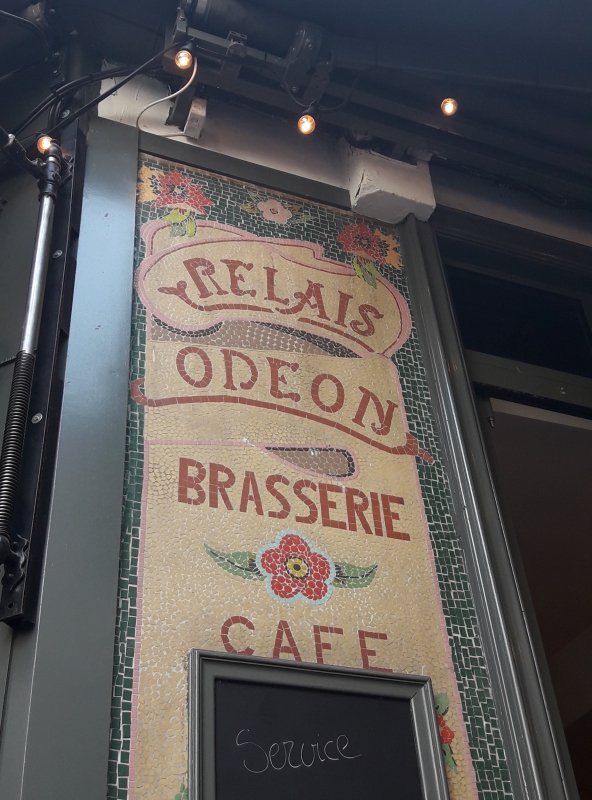 RELAIS
ODEON
BRASSERIE
CAFE
Service